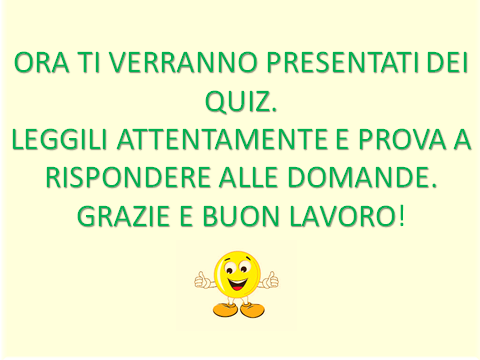 ORA TI VERRANNO PRESENTATI DEI
QUIZ.
LEGGILI ATTENTAMENTE E PROVA A
RISPONDERE ALLE DOMANDE.
GRAZIE E BUON LAVORO!